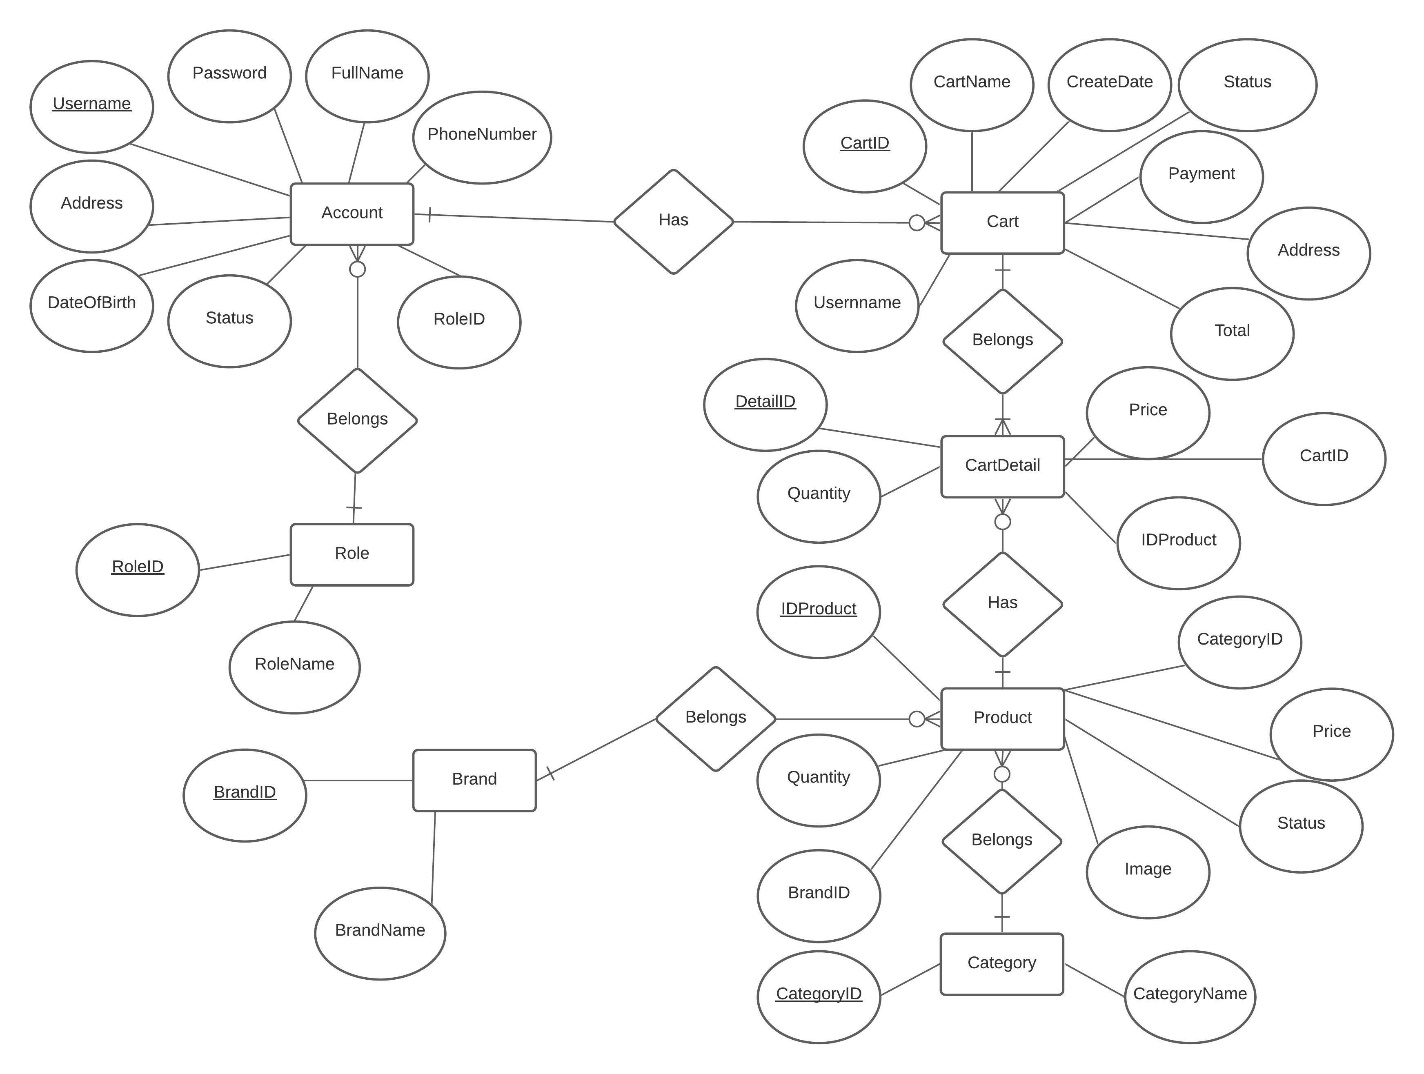 Password
FullName
Username
PhoneNumber
Address
Account
DateOfBirth
Status
RoleID
Has
CartName
CreateDate
Status
CartID
Payment
Cart
Address
Usernname
Total
Belongs
Belongs
DetailID
Price
CartDetail
CartID
Quantity
IDProduct
Role
RoleID
RoleName
Has
IDProduct
CategoryID
Belongs
Product
Price
Brand
BrandID
Quantity
Status
Belongs
Image
BrandID
BrandName
Category
CategoryID
CategoryName